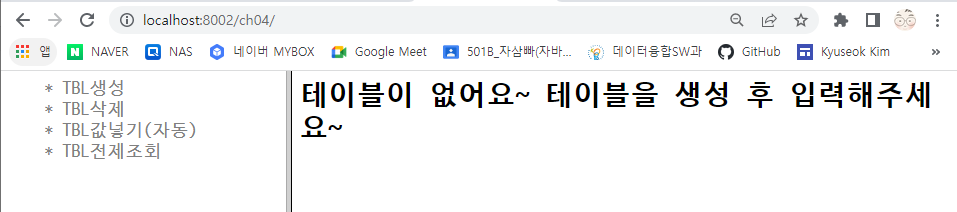 localhost:8002/ch04/
앱 NAVER NAS 네이버 MYBOX Google Meet 501B_자삼빠(자바... 데이터융합SW과 GitHub Kyuseok Kim »
* TBL생성
* TBL삭제
* TBL값넣기(자동)
* TBL전제조회
테이블이 없어요~ 테이블을 생성 후 입력해주세
요~